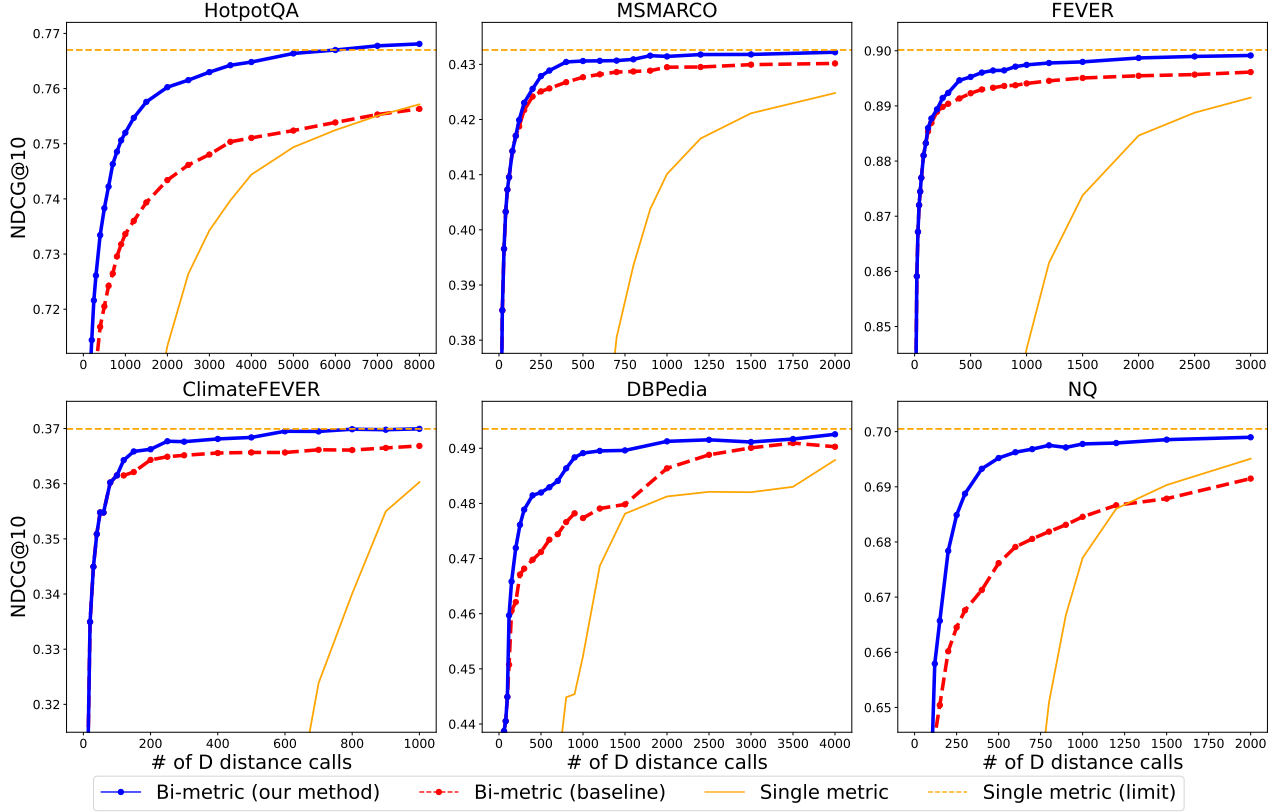 HotpotQA MSMARCO FEVER
NDCG@10
0.77
0.76
0.75
0.74
0.73
0.72
0 1000 2000 3000 4000 5000 6000 7000 8000
0.43
0.42
0.41
0.40
0.39
0.38
0 250 500 750 1000 1250 1500 1750 2000
0.90
0.89
0.88
0.87
0.86
0.85
0 500 1000 1500 2000 2500 3000
ClimateFEVER DBPedia NQ
NDCG@10
0.37
0.36
0.35
0.34
0.33
0.32
0 200 400 600 800 1000
# of D distance calls
0.49
0.48
0.47
0.46
0.45
0.44
0 500 1000 1500 2000 2500 3000 3500 4000
# of D distance calls
0.70
0.69
0.68
0.67
0.66
0.65
0 250 500 750 1000 1250 1500 1750 2000
# of D distance calls
Bi-metric (our method) Bi-metric (baseline) Single metric Single metric (limit)